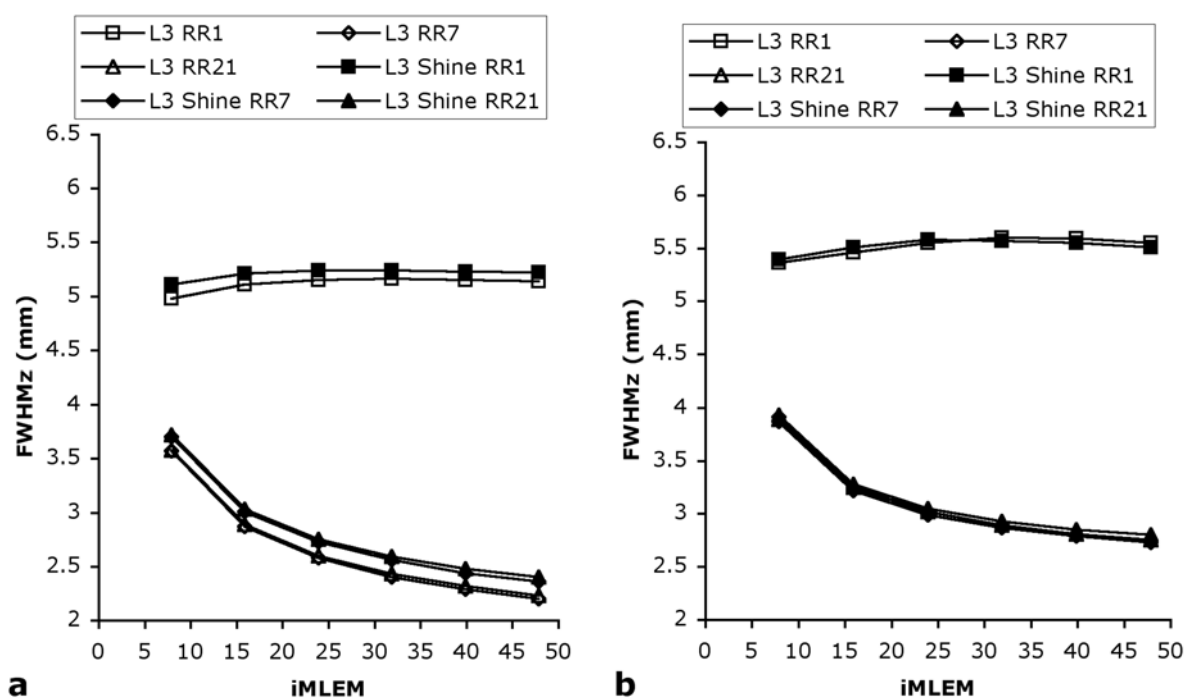 L3 RR1 L3 RR7
L3 RR21 L3 Shine RR1
L3 Shine RR7 L3 Shine RR21
6.5
6
5.5
5
4.5
4
3.5
3
2.5
2
FWHMz (mm)
0 5 10 15 20 25 30 35 40 45 50
iMLEM
a
L3 RR1 L3 RR7
L3 RR21 L3 Shine RR1
L3 Shine RR7 L3 Shine RR21
6.5
6
5.5
5
4.5
4
3.5
3
2.5
2
FWHMz (mm)
0 5 10 15 20 25 30 35 40 45 50
iMLEM
b